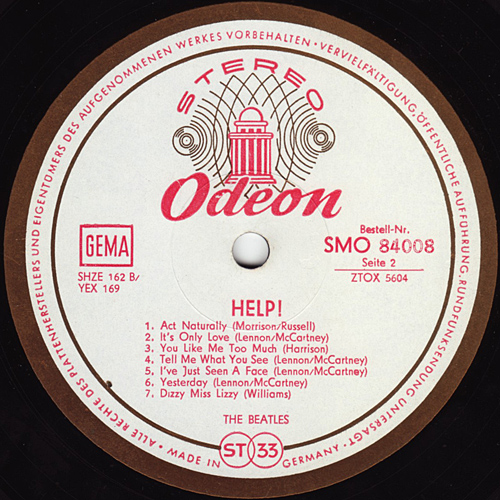 ALLE RECHTE DES PLATTENHERSTELLERS UND EIGENTÜMERS DES AUFGENOMMENEN WERKES VORBEHALTEN · VERVIELFÄLTIGUNG, ÖFFENTLICHE AUFFÜHRUNG, RUNDFUNKSENDUNG UNTERSAGT ·
STEREO
Odeon
GEMA
SHZE 162 B/
YEX 169
Bestell-Nr.
SMO 84008
Seite 2
ZTOX 5604
HELP!
1. Act Naturally (Morrison/Russell)
2. It's Only Love (Lennon/McCartney)
3. You Like Me Too Much (Harrison)
4. Tell Me What You See (Lennon/McCartney)
5. I've Just Seen A Face (Lennon/McCartney)
6. Yesterday (Lennon/McCartney)
7. Dizzy Miss Lizzy (Williams)
THE BEATLES
MADE IN ST 33 GERMANY